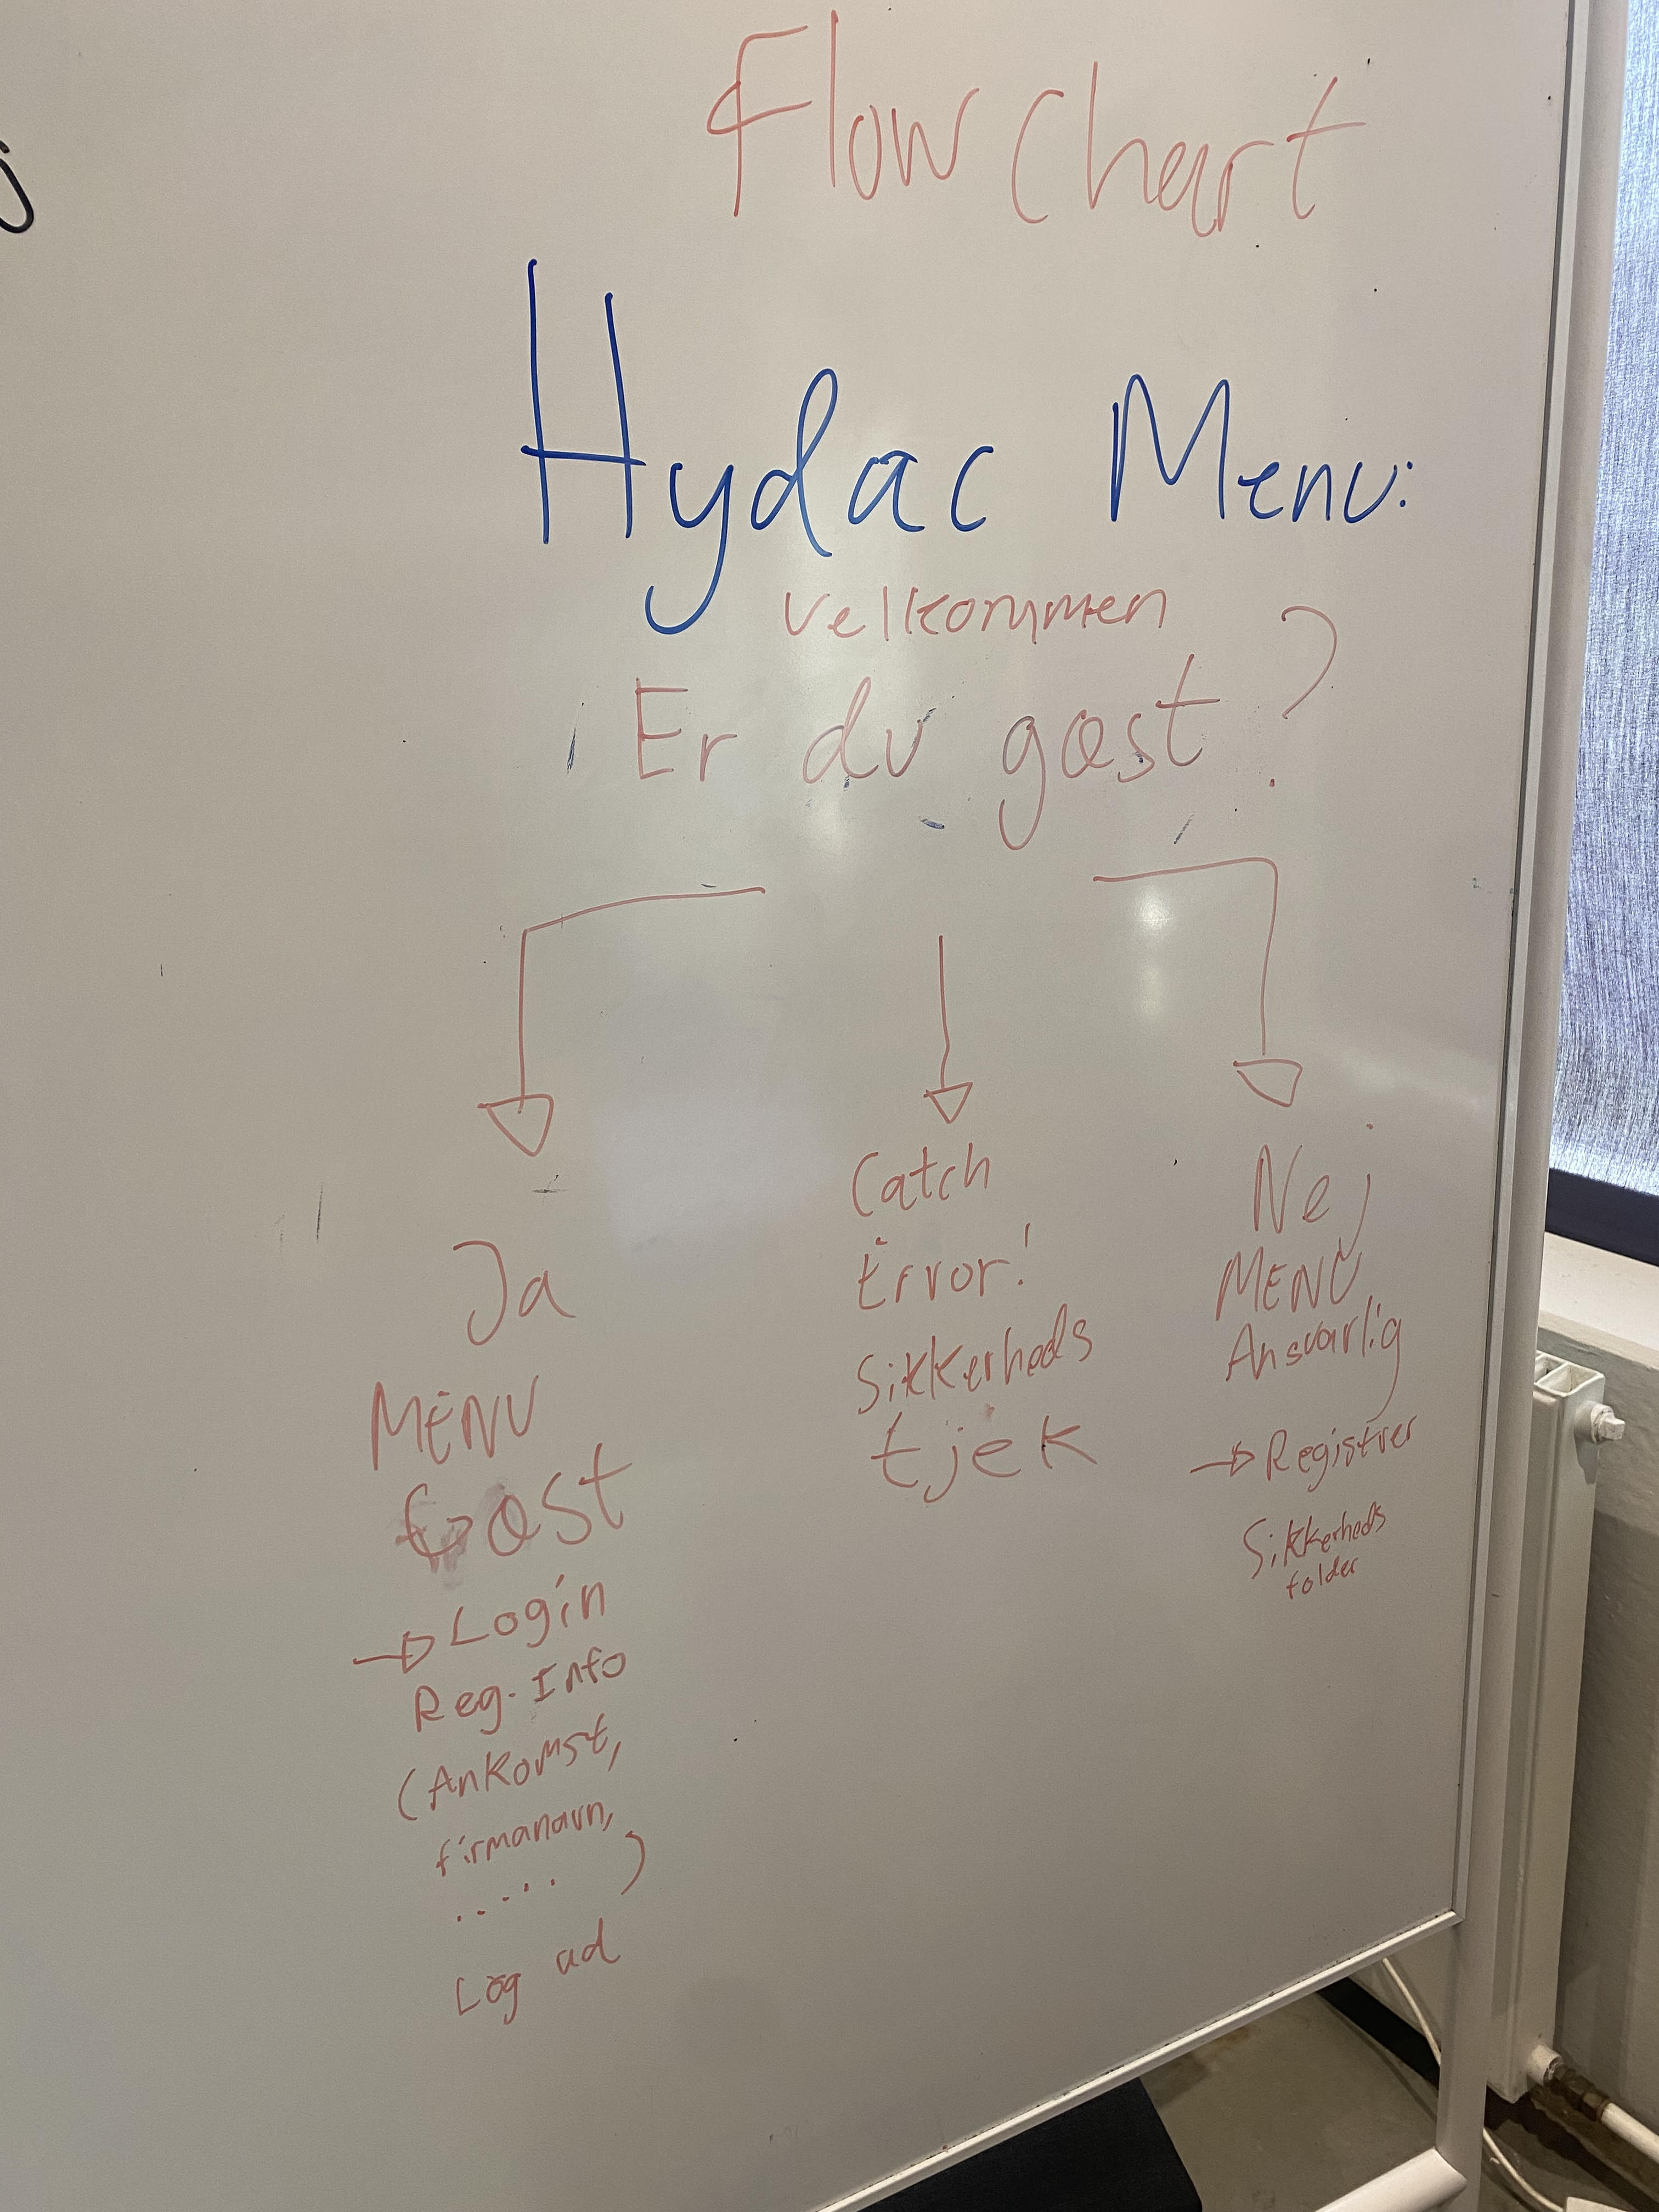 Flow Chart
Hydac Menu:
Velkommen
Er du gæst?
Ja
MENU
Gæst
→ Login
Reg. Info
(Ankomst,
firmanavn,
.....)
Log ud
Catch
Error!
Sikkerheds
tjek
Nej
MENU
Ansvarlig
→ Registrer
Sikkerheds
folder